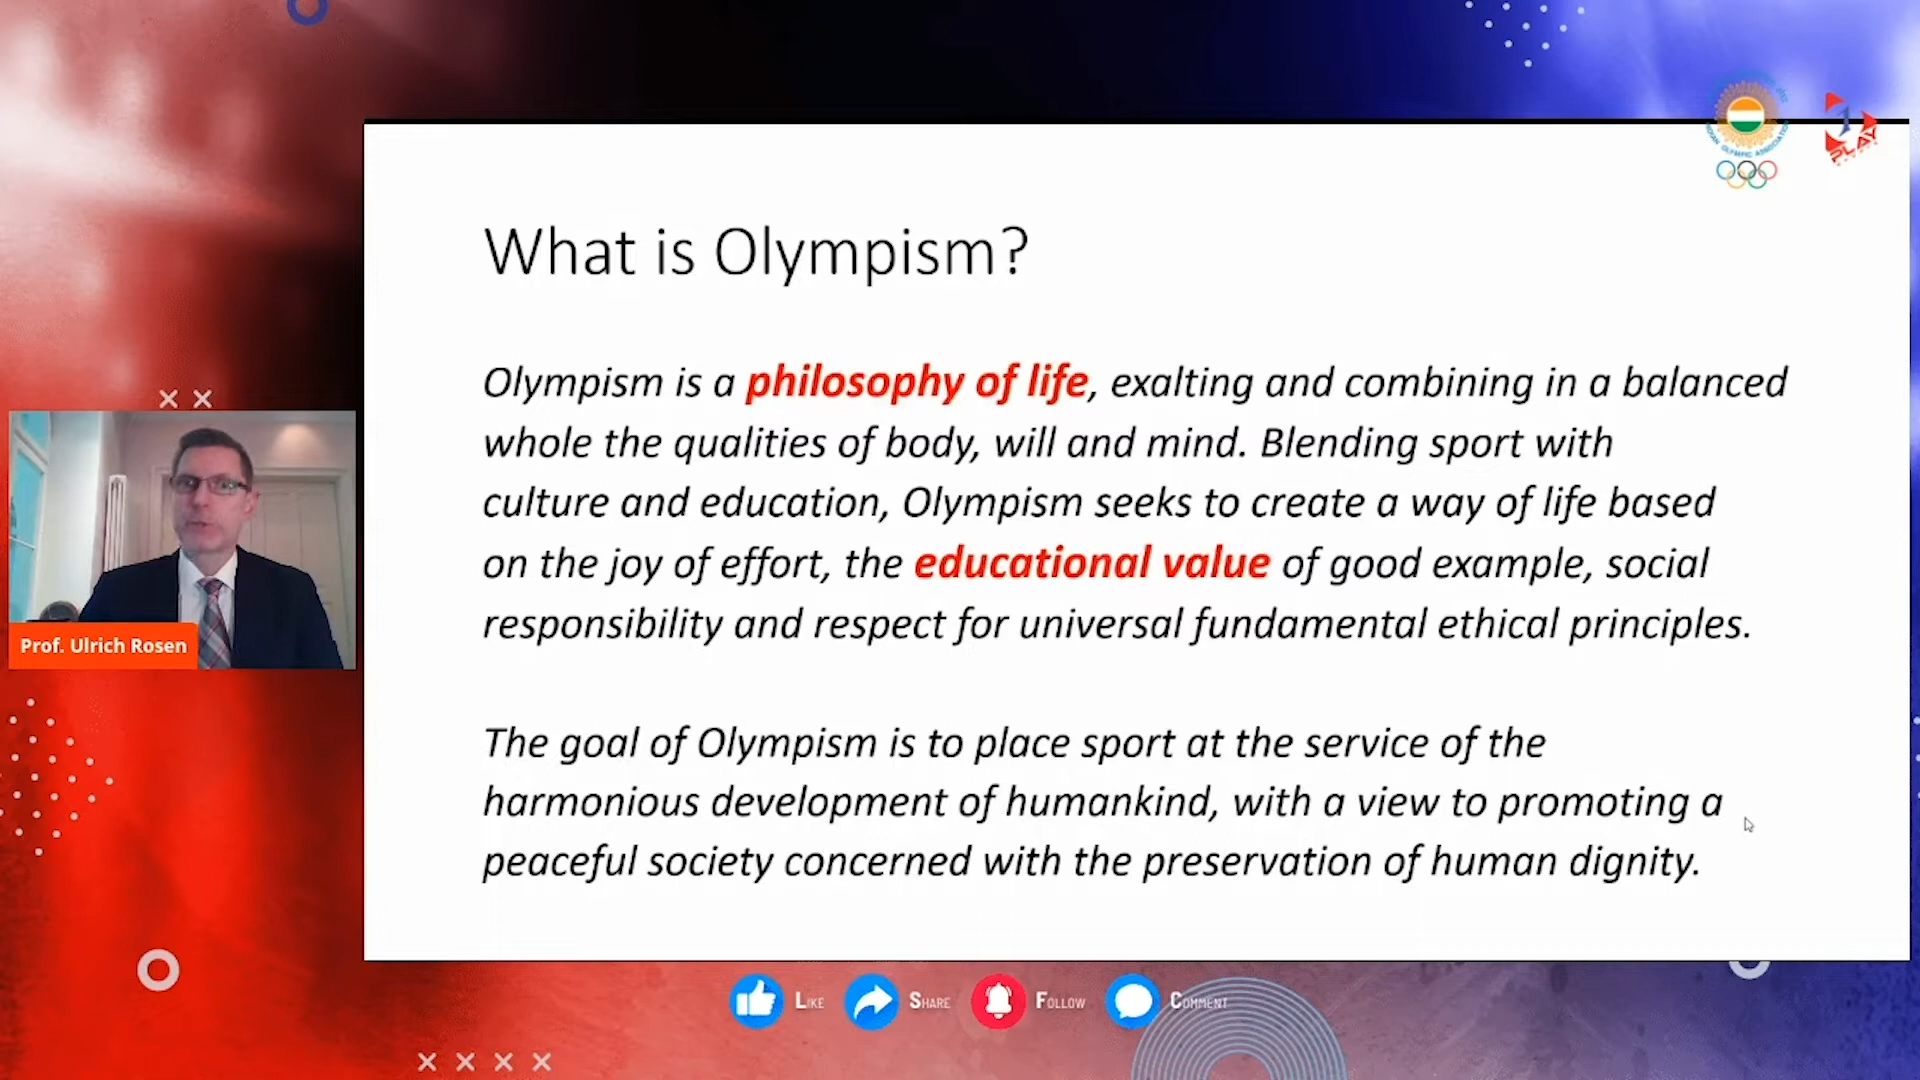 INDIAN OLYMPIC ASSOCIATION
PLAY
What is Olympism?
Olympism is a philosophy of life, exalting and combining in a balanced
whole the qualities of body, will and mind. Blending sport with
culture and education, Olympism seeks to create a way of life based
on the joy of effort, the educational value of good example, social
responsibility and respect for universal fundamental ethical principles.
The goal of Olympism is to place sport at the service of the
harmonious development of humankind, with a view to promoting a
peaceful society concerned with the preservation of human dignity.
Prof. Ulrich Rosen
LIKE SHARE FOLLOW COMMENT